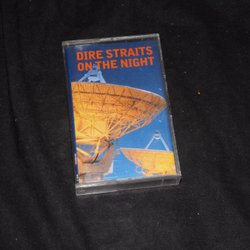 DIRE STRAITS
ON THE NIGHT